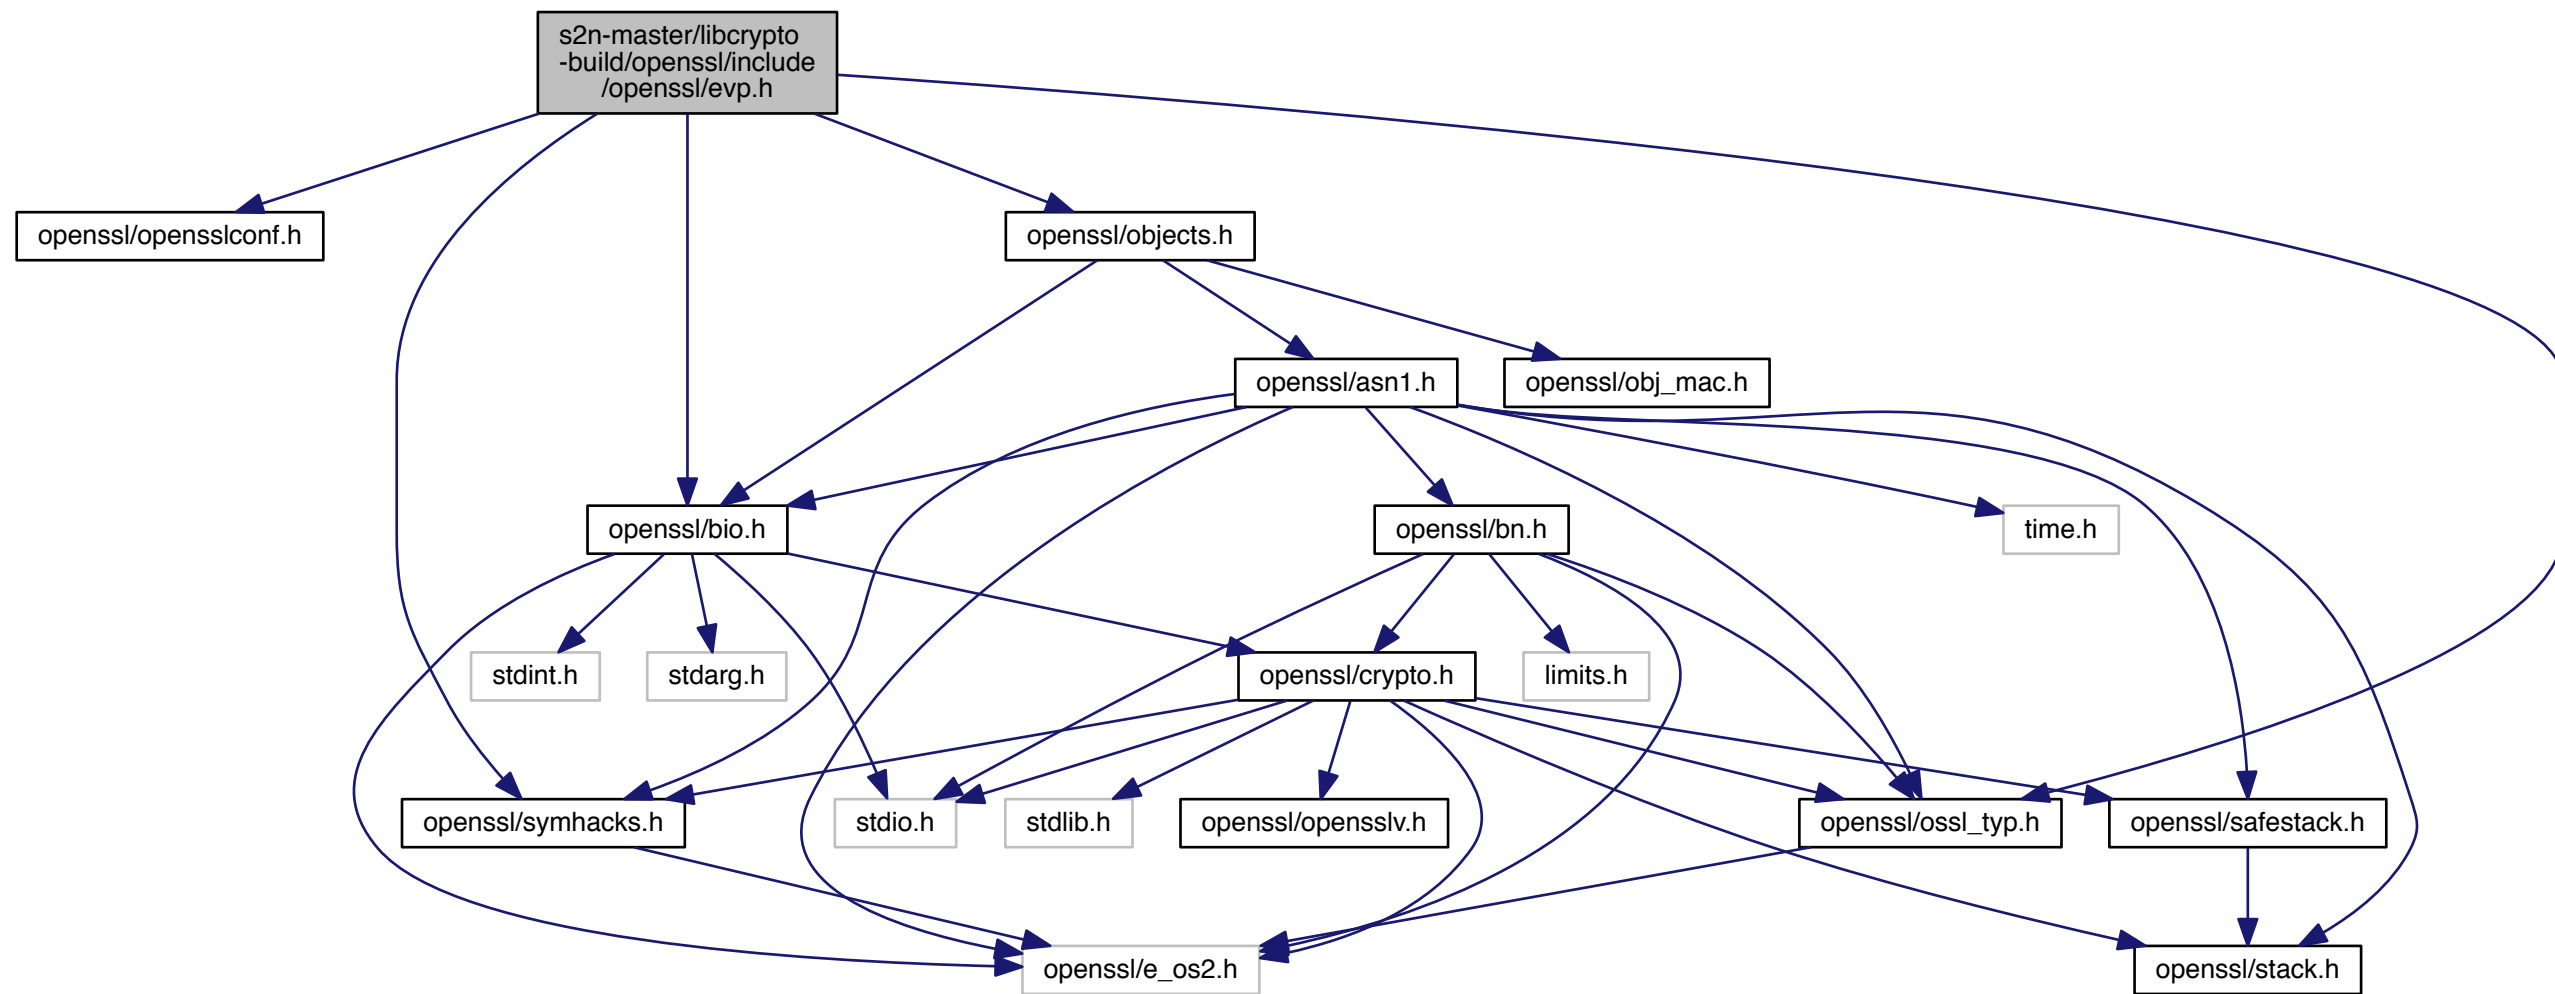 s2n-master/libcrypto
-build/openssl/include
/openssl/evp.h
openssl/opensslconf.h
openssl/objects.h
openssl/asn1.h
openssl/obj_mac.h
openssl/bio.h
openssl/bn.h
time.h
stdint.h
stdarg.h
openssl/crypto.h
limits.h
openssl/symhacks.h
stdio.h
stdlib.h
openssl/opensslv.h
openssl/ossl_typ.h
openssl/safestack.h
openssl/e_os2.h
openssl/stack.h